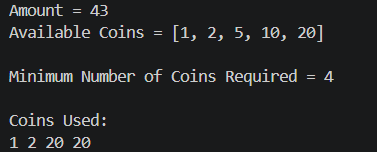 Amount = 43
Available Coins = [1, 2, 5, 10, 20]
Minimum Number of Coins Required = 4
Coins Used:
1 2 20 20